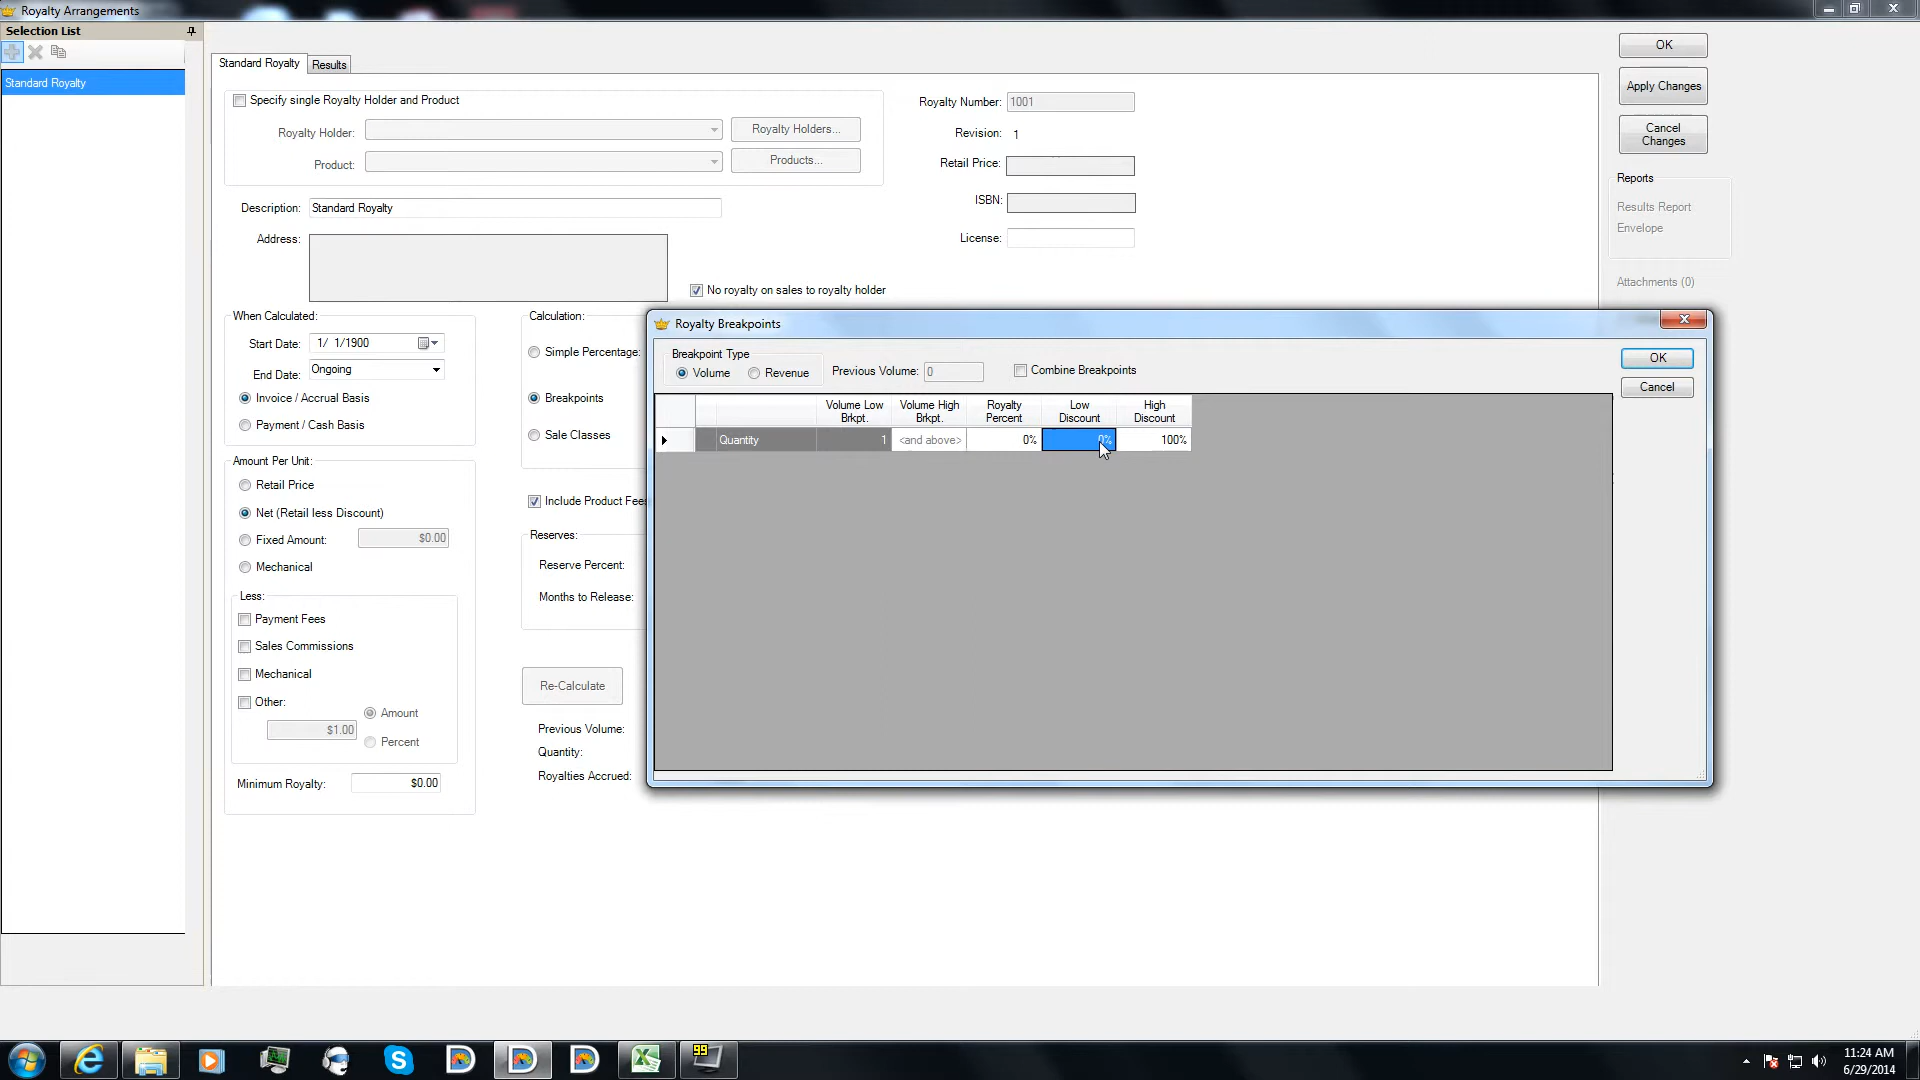 Royalty Arrangements
Selection List
Standard Royalty
Standard Royalty
Results
Specify single Royalty Holder and Product
Royalty Holder:
Royalty Holders...
Product:
Products...
Description:
Standard Royalty
Address:
No royalty on sales to royalty holder
Royalty Number:
1001
Revision:
1
Retail Price:
ISBN:
License:
OK
Apply Changes
Cancel
Changes
Reports
Results Report
Envelope
Attachments (0)
When Calculated:
Start Date:
1/ 1/1900
End Date:
Ongoing
Invoice / Accrual Basis
Payment / Cash Basis
Amount Per Unit:
Retail Price
Net (Retail less Discount)
Fixed Amount:
$0.00
Mechanical
Less:
Payment Fees
Sales Commissions
Mechanical
Other:
$1.00
Amount
Percent
Minimum Royalty:
$0.00
Calculation:
Simple Percentage:
Breakpoints
Sale Classes
Include Product Fee
Reserves:
Reserve Percent:
Months to Release:
Re-Calculate
Previous Volume:
Quantity:
Royalties Accrued:
Royalty Breakpoints
Breakpoint Type
Volume
Revenue
Previous Volume:
0
Combine Breakpoints
OK
Cancel
Volume Low
Brkpt.
Volume High
Brkpt.
Royalty
Percent
Low
Discount
High
Discount
Quantity
1
<and above>
0%
0%
100%
99
11:24 AM
6/29/2014